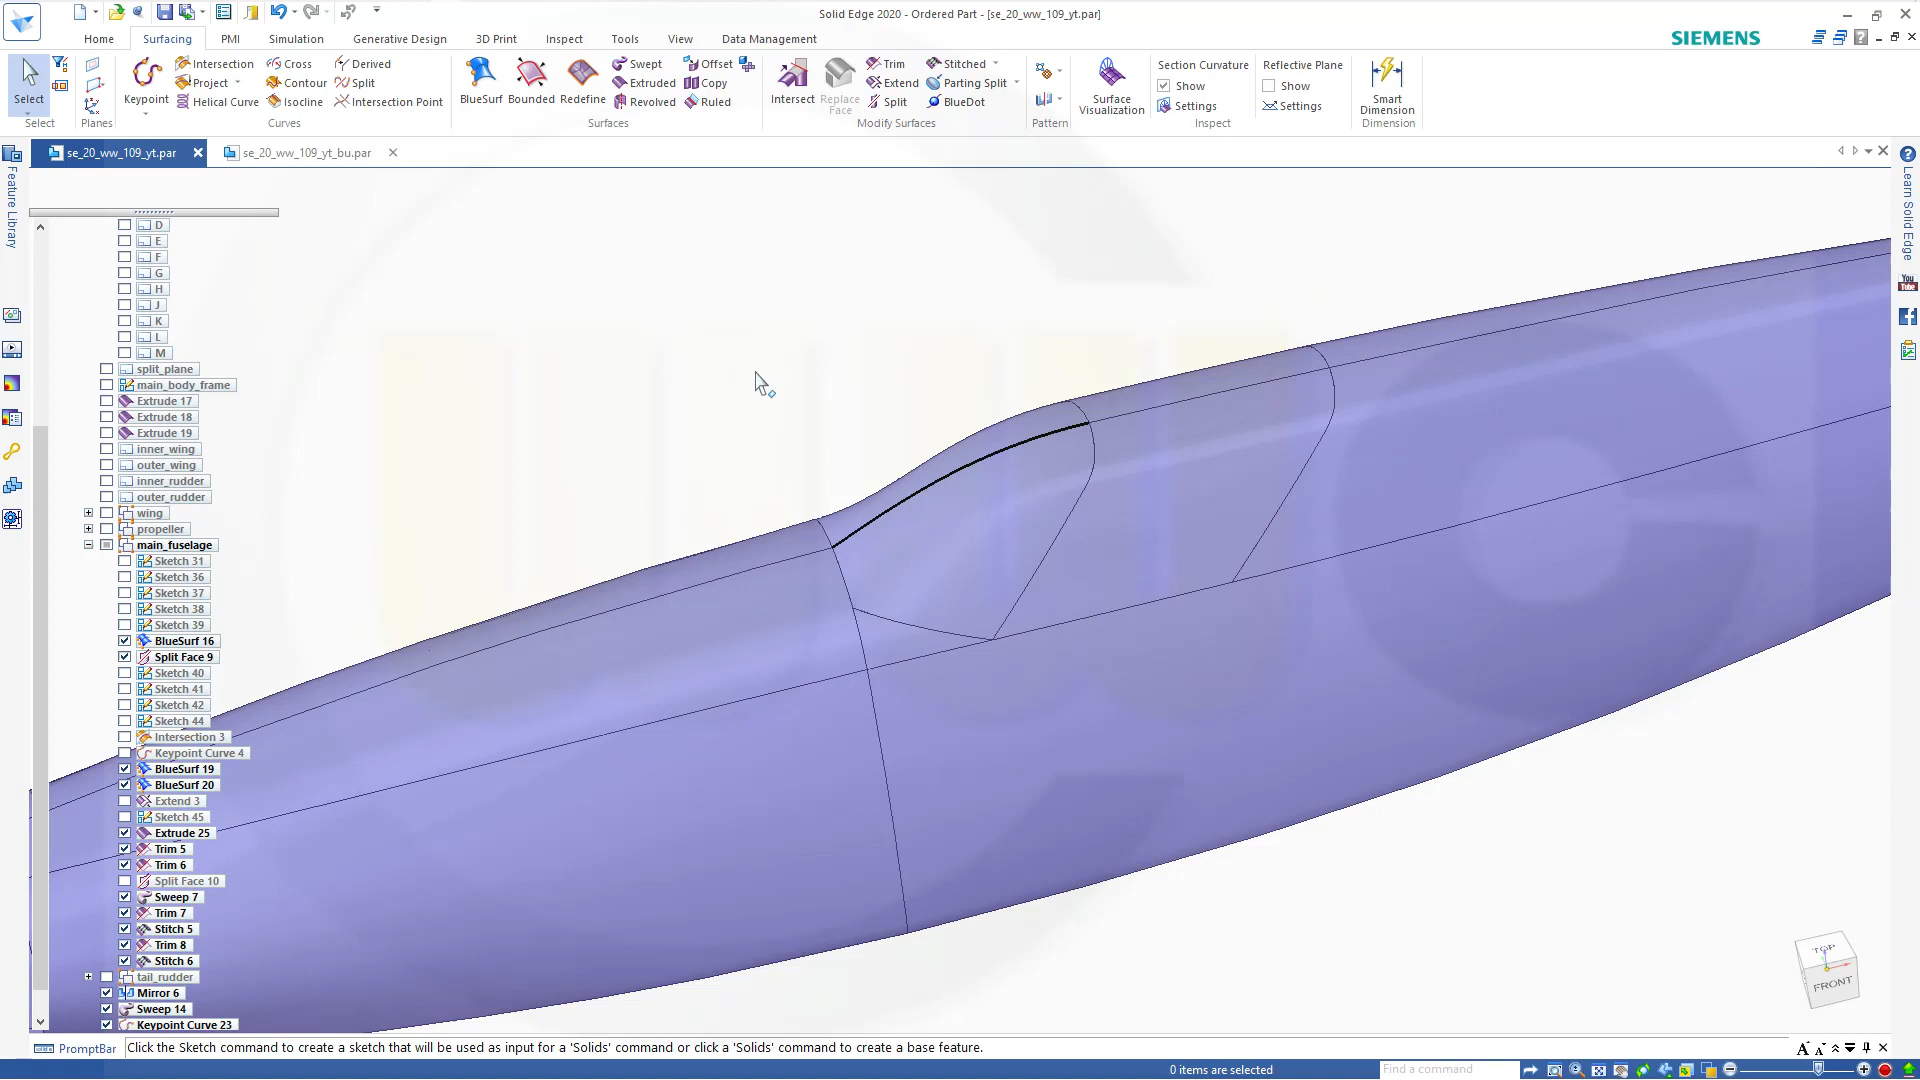 Solid Edge 2020 - Ordered Part - [se_20_ww_109_yt.par]
Home Surfacing PMI Simulation Generative Design 3D Print Inspect Tools View Data Management
SIEMENS
Select
Select
Planes
Keypoint
Intersection
Project
Helical Curve
Cross
Contour
Isocline
Derived
Split
Intersection Point
Curves
BlueSurf
Bounded
Redefine
Swept
Extruded
Revolved
Offset
Copy
Ruled
Surfaces
Intersect
Replace
Face
Trim
Extend
Split
Stitched
Parting Split
BlueDot
Modify Surfaces
Pattern
Surface
Visualization
Section Curvature
Show
Settings
Reflective Plane
Show
Settings
Inspect
Smart
Dimension
Dimension
se_20_ww_109_yt.par
se_20_ww_109_yt_bu.par
Feature Library
Learn Solid Edge
You
Tube
D
E
F
G
H
J
K
L
M
split_plane
main_body_frame
Extrude 17
Extrude 18
Extrude 19
inner_wing
outer_wing
inner_rudder
outer_rudder
wing
propeller
main_fuselage
Sketch 31
Sketch 36
Sketch 37
Sketch 38
Sketch 39
BlueSurf 16
Split Face 9
Sketch 40
Sketch 41
Sketch 42
Sketch 44
Intersection 3
Keypoint Curve 4
BlueSurf 19
BlueSurf 20
Extend 3
Sketch 45
Extrude 25
Trim 5
Trim 6
Split Face 10
Sweep 7
Trim 7
Stitch 5
Trim 8
Stitch 6
tail_rudder
Mirror 6
Sweep 14
Keypoint Curve 23
TOP
FRONT
PromptBar
Click the Sketch command to create a sketch that will be used as input for a 'Solids' command or click a 'Solids' command to create a base feature.
0 items are selected
Find a command